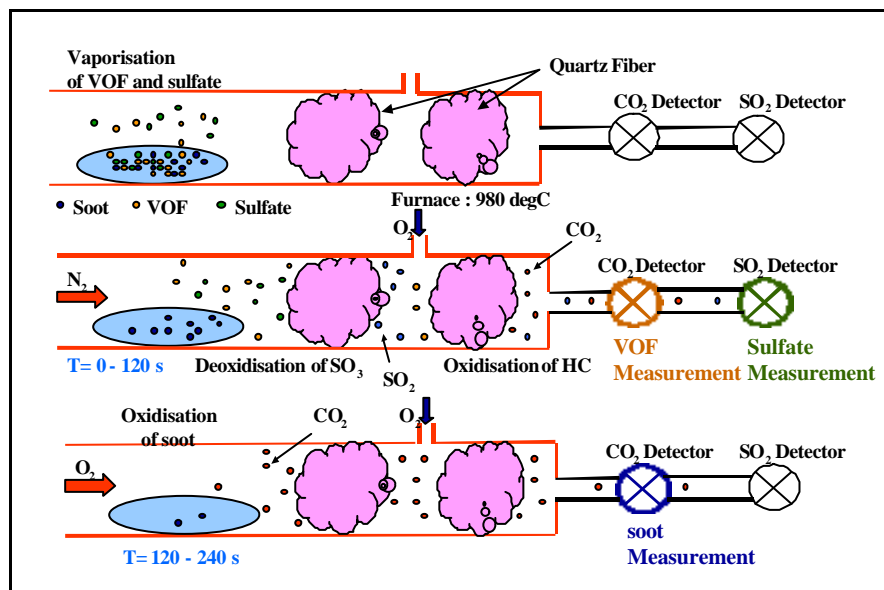 Vaporisation
of VOF and sulfate
Quartz Fiber
CO2 Detector
SO2 Detector
Soot
VOF
Sulfate
Furnace : 980 degC
O2
CO2
N2
CO2 Detector
SO2 Detector
T= 0 - 120 s
Deoxidisation of SO3
SO2
Oxidisation of HC
VOF
Measurement
Sulfate
Measurement
Oxidisation
of soot
CO2
O2
O2
CO2 Detector
SO2 Detector
T= 120 - 240 s
soot
Measurement